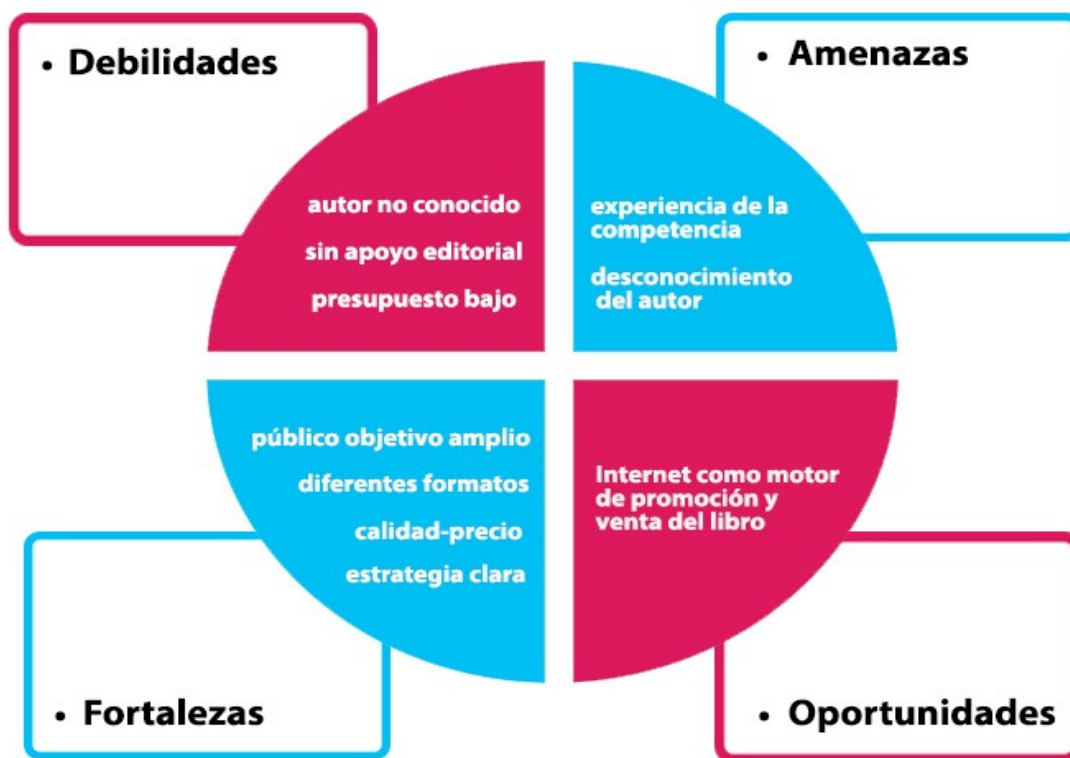 • Debilidades
autor no conocido
sin apoyo editorial
presupuesto bajo
• Amenazas
experiencia de la
competencia
desconocimiento
del autor
público objetivo amplio
diferentes formatos
calidad-precio
estrategia clara
• Fortalezas
Internet como motor
de promoción y
venta del libro
• Oportunidades